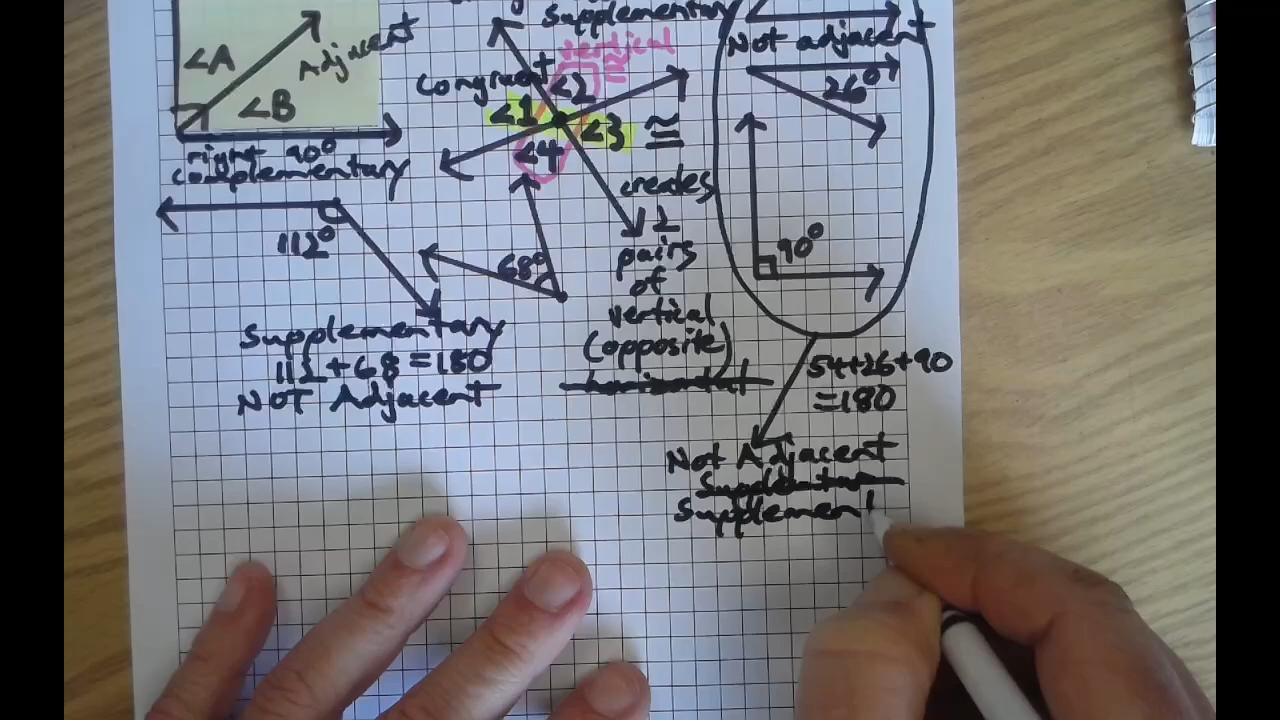 <A
Adjacent
<B
right 90°
complementary
Supplementary
vertical
congruent
<2
<1
<3 ≅
<4
creates
2
pairs
of
vertical
(opposite)
horizontal
112°
68°
Supplementary
112+68=180
NOT Adjacent
Not adjacent
26°
90°
54+26+90
=180
Not Adjacent
Supplement